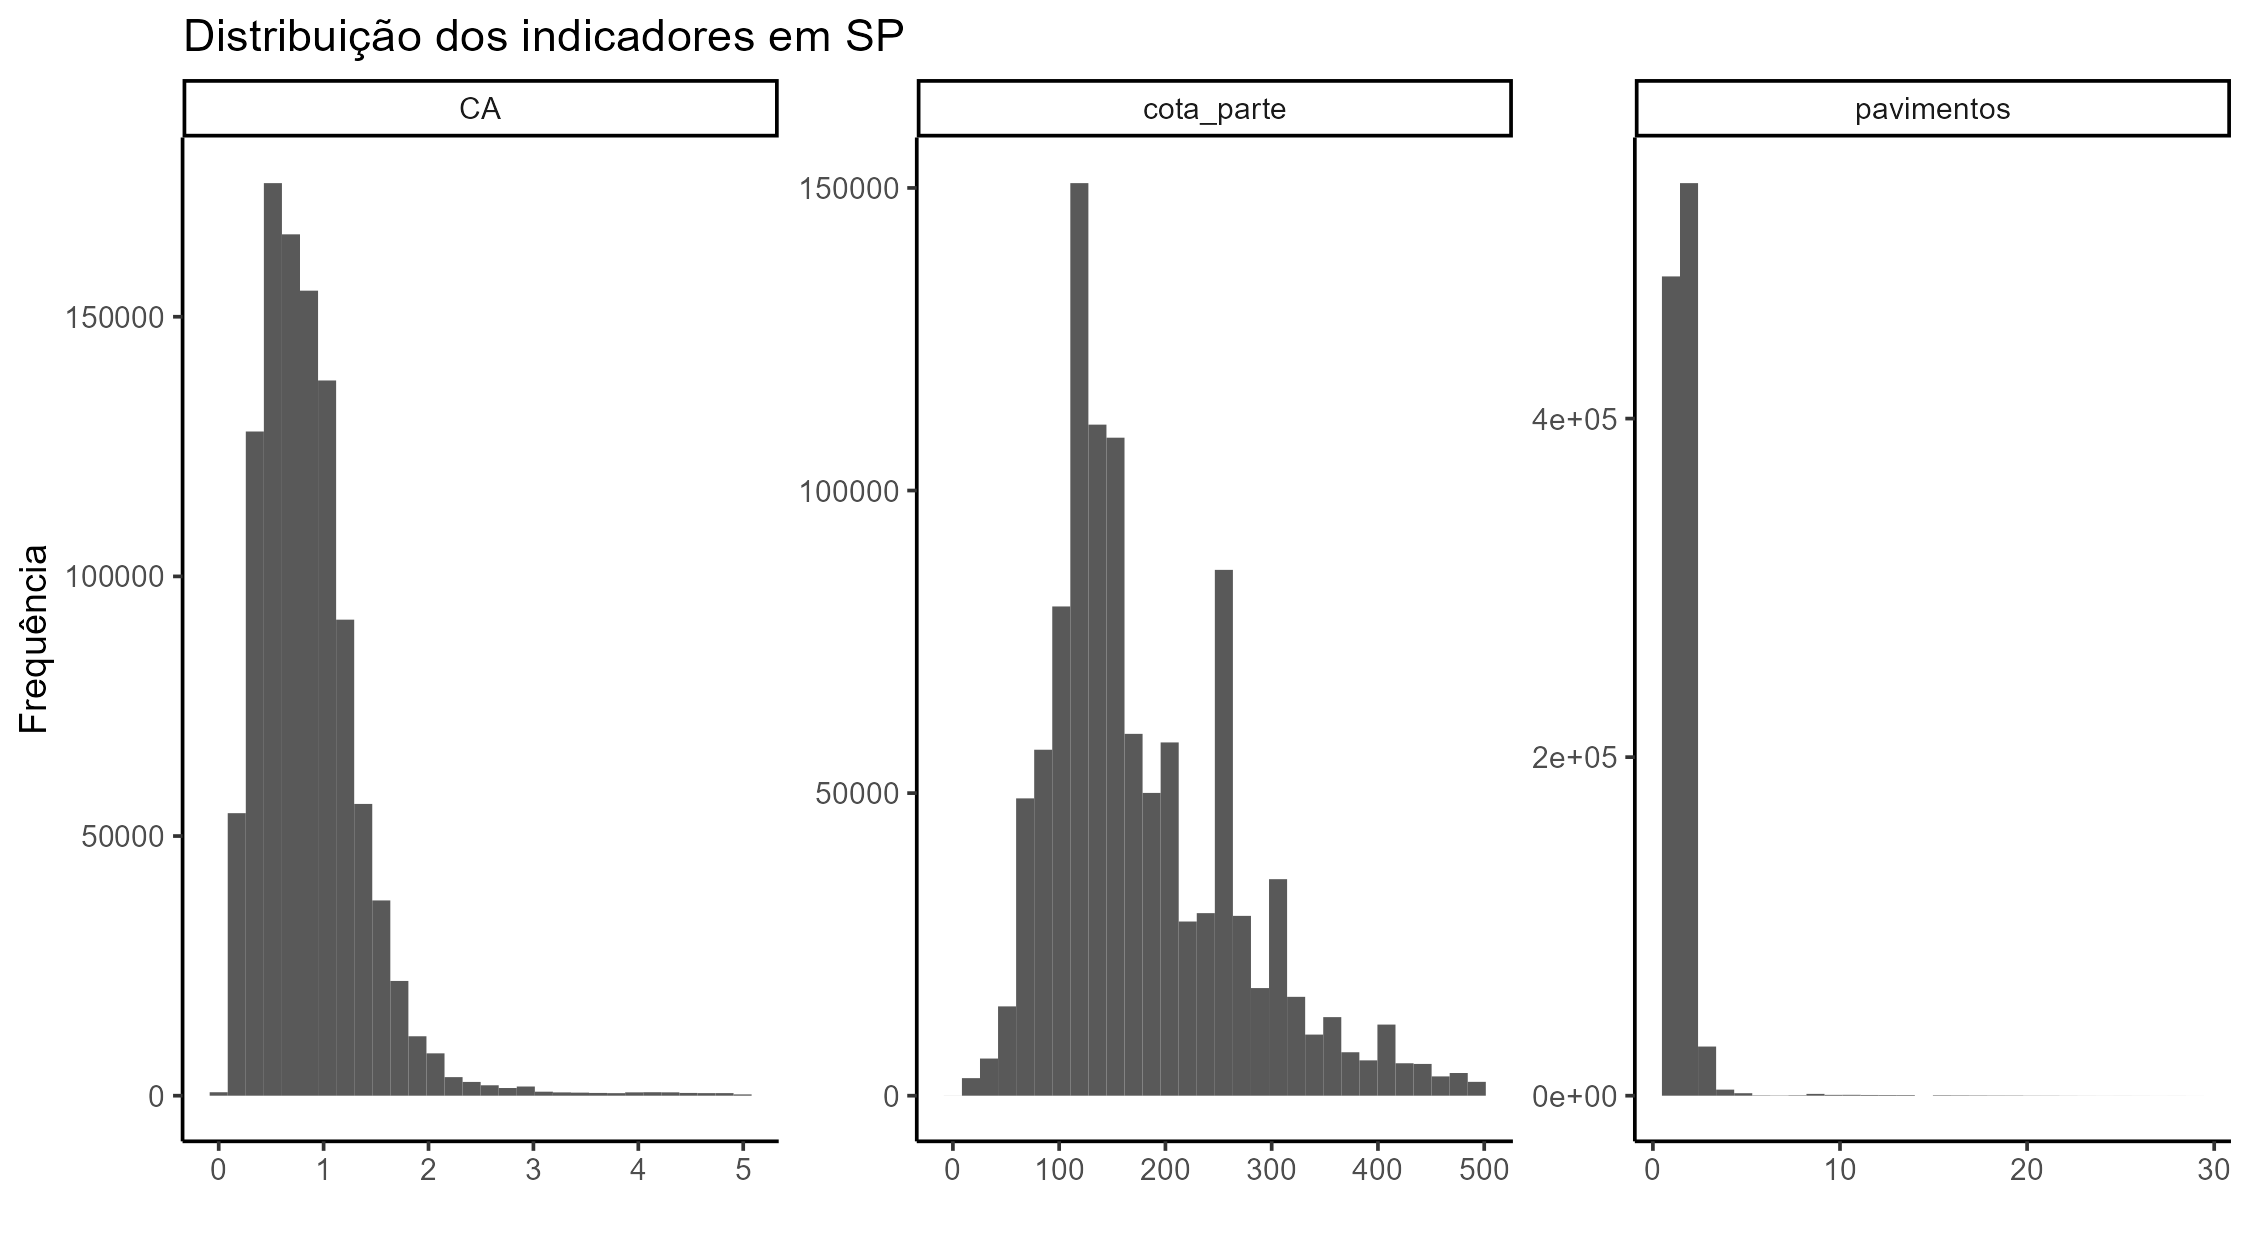 Distribuição dos indicadores em SP
CA
cota_parte
pavimentos
Frequência
150000
100000
50000
0
0 1 2 3 4 5
150000
100000
50000
0
0 100 200 300 400 500
4e+05
2e+05
0e+00
0 10 20 30